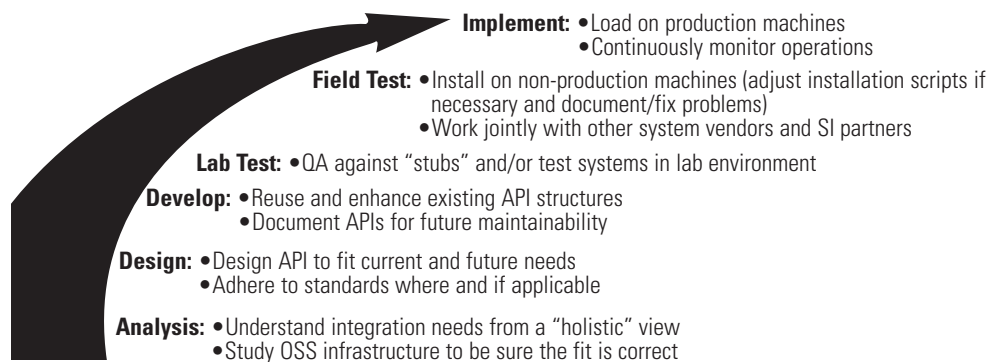 Implement: •Load on production machines
•Continuously monitor operations
Field Test: •Install on non-production machines (adjust installation scripts if
necessary and document/fix problems)
•Work jointly with other system vendors and SI partners
Lab Test: •QA against “stubs” and/or test systems in lab environment
Develop: •Reuse and enhance existing API structures
•Document APIs for future maintainability
Design: •Design API to fit current and future needs
•Adhere to standards where and if applicable
Analysis: •Understand integration needs from a “holistic” view
•Study OSS infrastructure to be sure the fit is correct